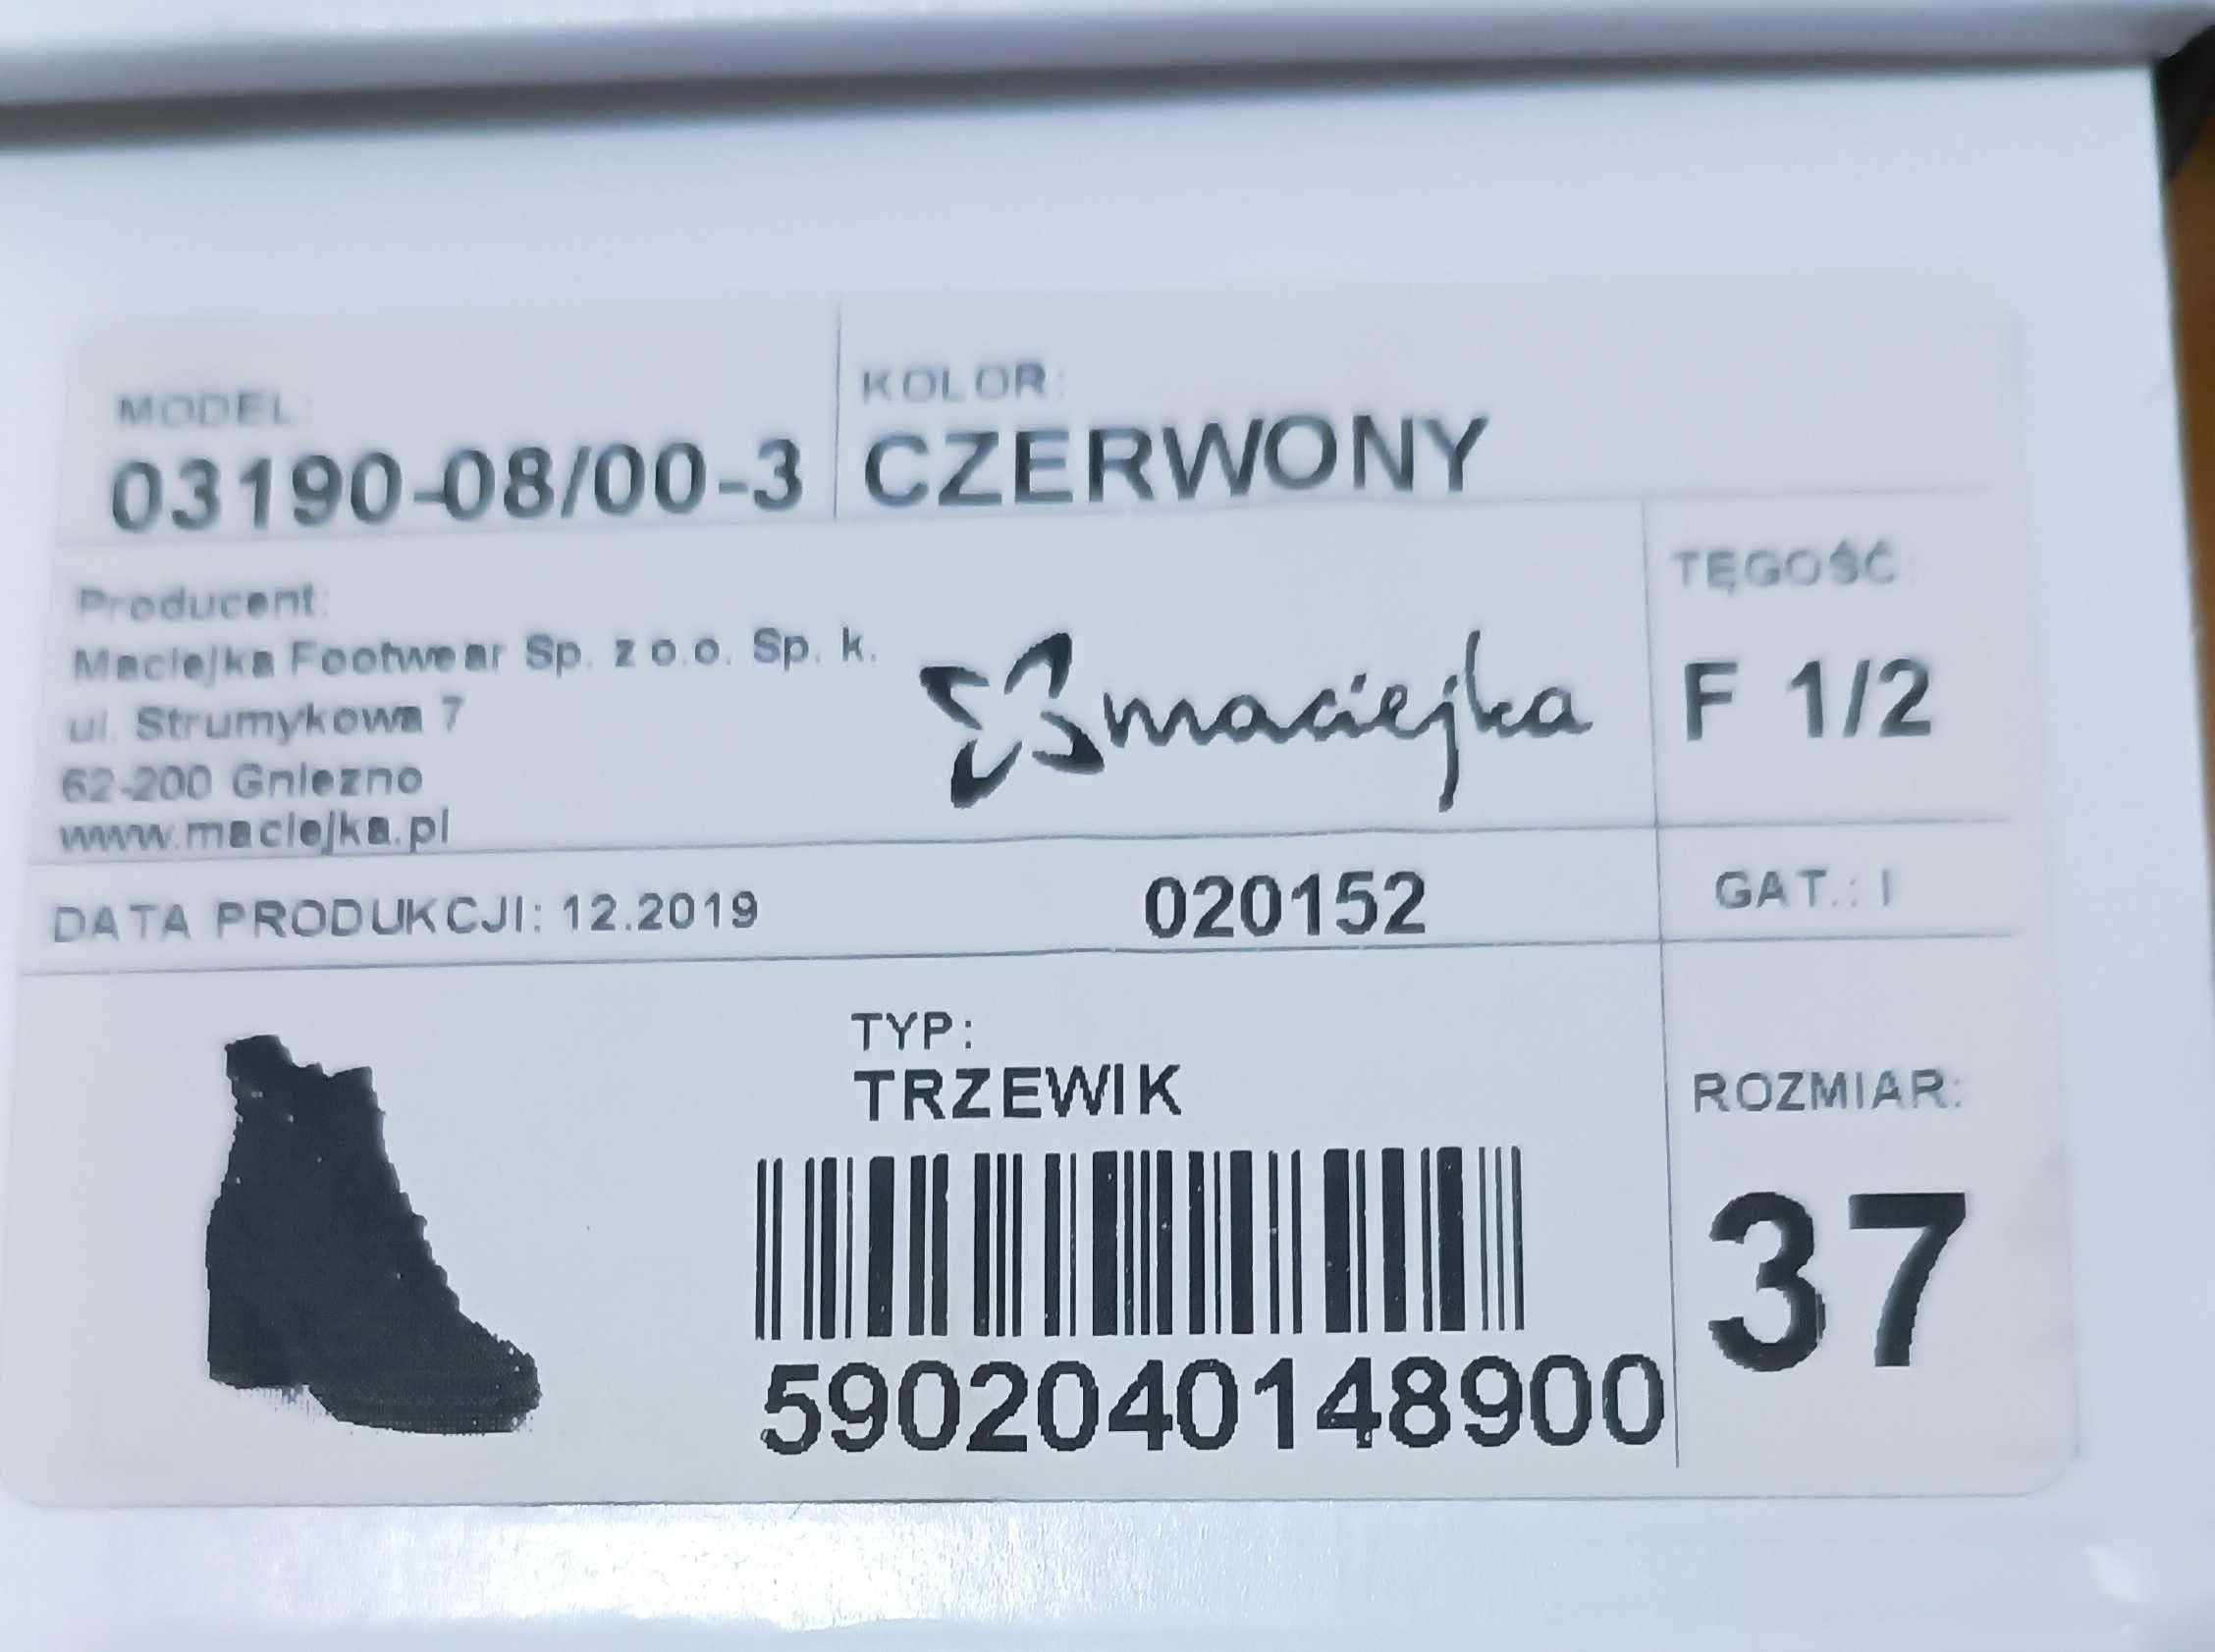 MODEL:
03190-08/00-3
KOLOR:
CZERWONY
Producent:
Maciejka Footwear Sp. z o.o. Sp. k.
ul. Strumykowa 7
62-200 Gniezno
www.maciejka.pl
maciejka
TĘGOŚĆ
F 1/2
DATA PRODUKCJI: 12.2019
020152
GAT.: I
TYP:
TRZEWIK
5902040148900
ROZMIAR:
37